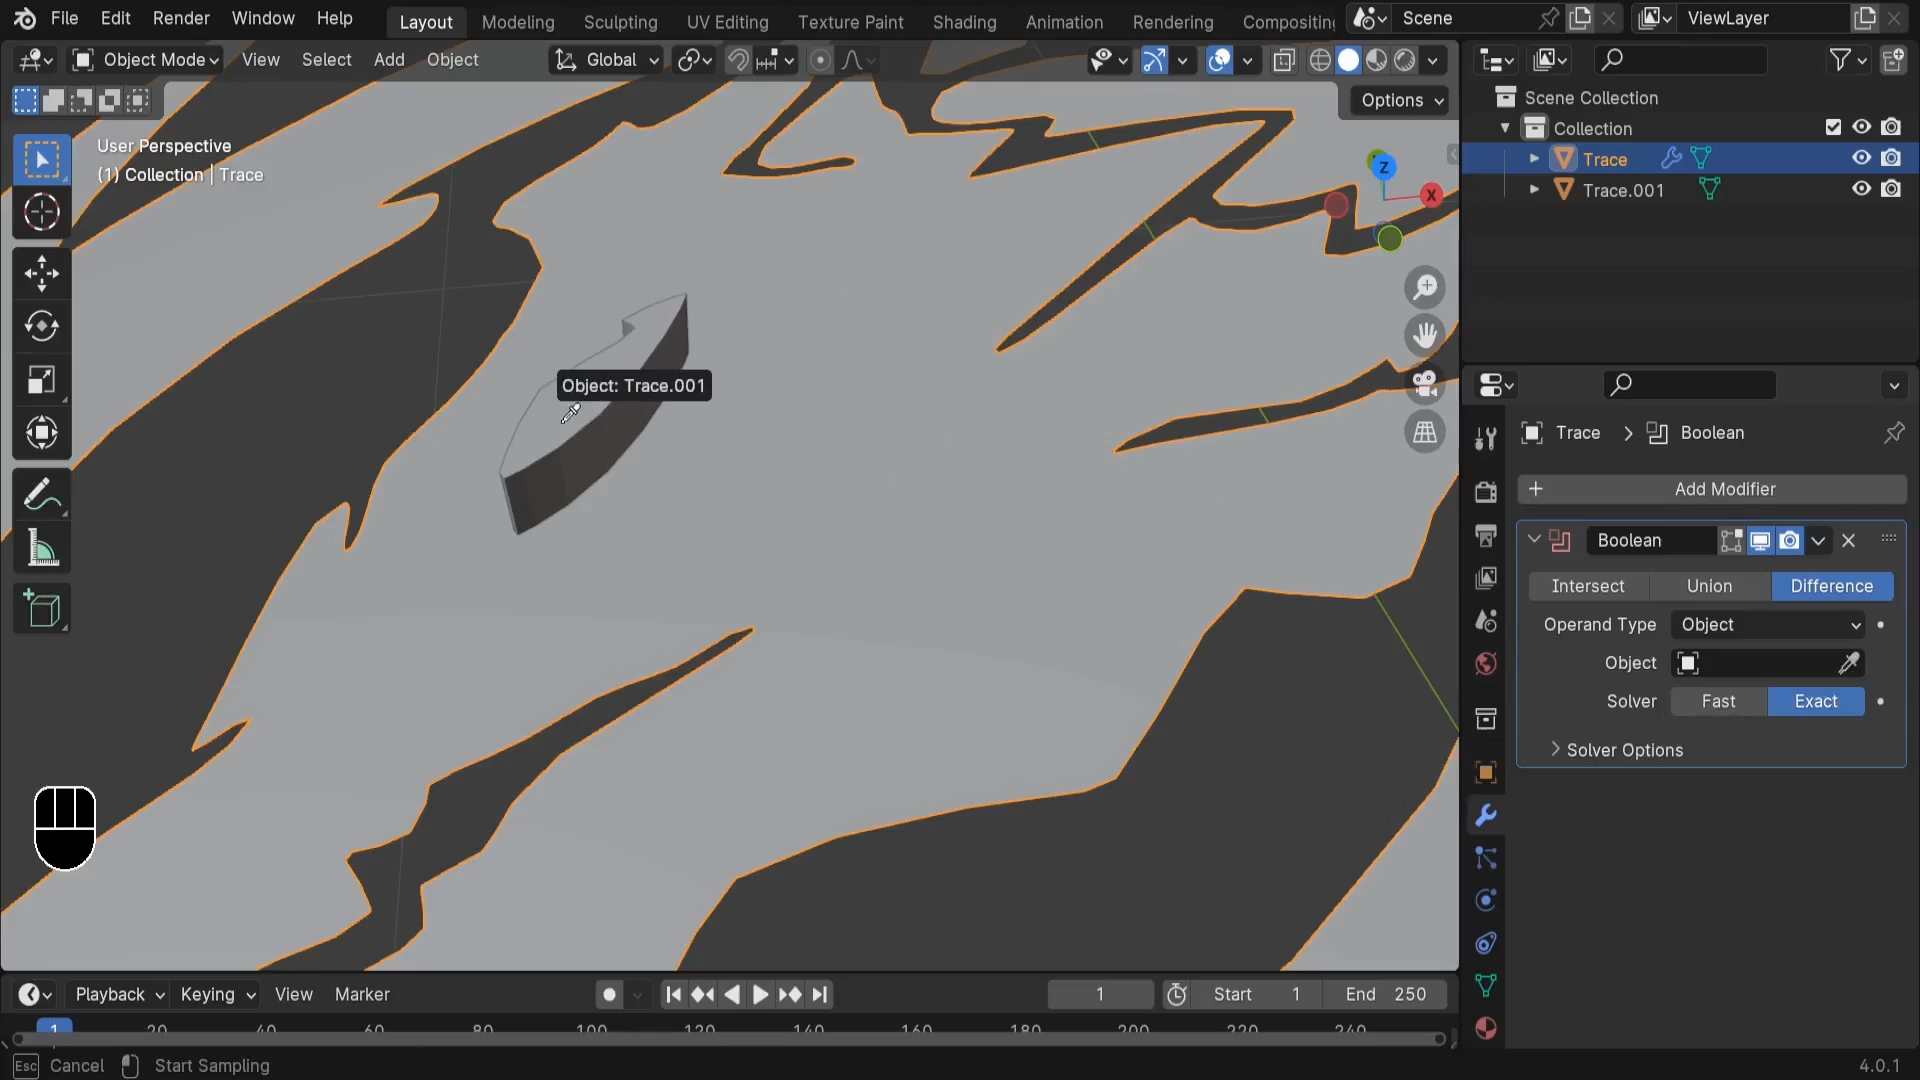 File Edit Render Window Help Layout Modeling Sculpting UV Editing Texture Paint Shading Animation Rendering Compositing Scene ViewLayer
Object Mode View Select Add Object Global
Options
User Perspective
(1) Collection | Trace
Z
X
Object: Trace.001
Scene Collection
Collection
Trace
Trace.001
Trace Boolean
Add Modifier
Boolean
Intersect Union Difference
Operand Type Object
Object
Solver Fast Exact
Solver Options
Playback Keying View Marker 1 Start 1 End 250
1 20 40 60 80 100 120 140 160 180 200 220 240
Esc Cancel Start Sampling 4.0.1